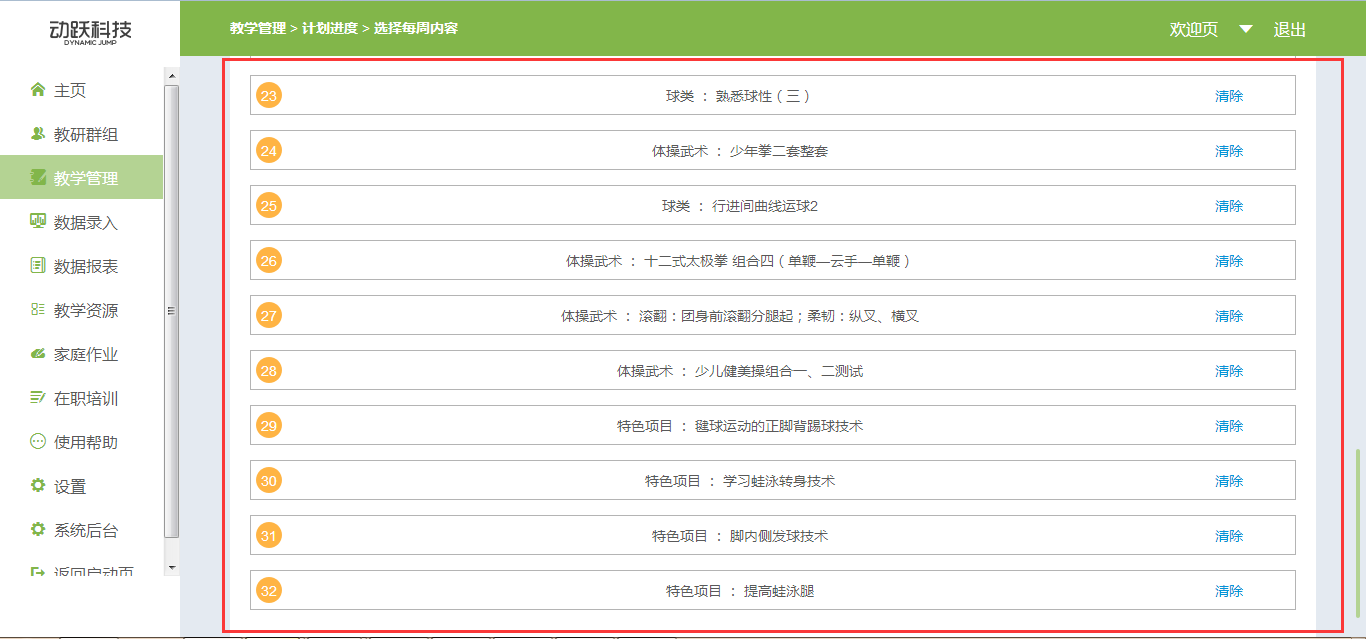 动跃科技
DYNAMIC JUMP
教学管理 > 计划进度 > 选择每周内容
欢迎页
退出
主页
教研群组
教学管理
数据录入
数据报表
教学资源
家庭作业
在职培训
使用帮助
设置
系统后台
返回启动页
23 球类 ： 熟悉球性（三） 清除
24 体操武术 ： 少年拳二套整套 清除
25 球类 ： 行进间曲线运球2 清除
26 体操武术 ： 十二式太极拳 组合四（单鞭—云手—单鞭） 清除
27 体操武术 ： 滚翻：团身前滚翻分腿起；柔韧：纵叉、横叉 清除
28 体操武术 ： 少儿健美操组合一、二测试 清除
29 特色项目 ： 毽球运动的正脚背踢球技术 清除
30 特色项目 ： 学习蛙泳转身技术 清除
31 特色项目 ： 脚内侧发球技术 清除
32 特色项目 ： 提高蛙泳腿 清除